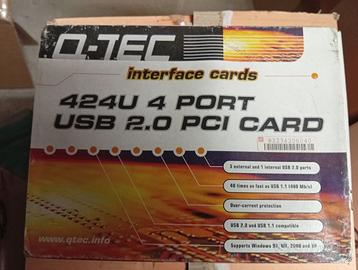 Q-TEC
interface cards
424U 4 PORT
USB 2.0 PCI CARD
3 external and 1 internal USB 2.0 ports
40 times as fast as USB 1.1 (480 Mb/s)
Over-current protection
USB 2.0 and USB 1.1 compatible
www.qtec.info
Supports Windows 98, ME, 2000 and XP